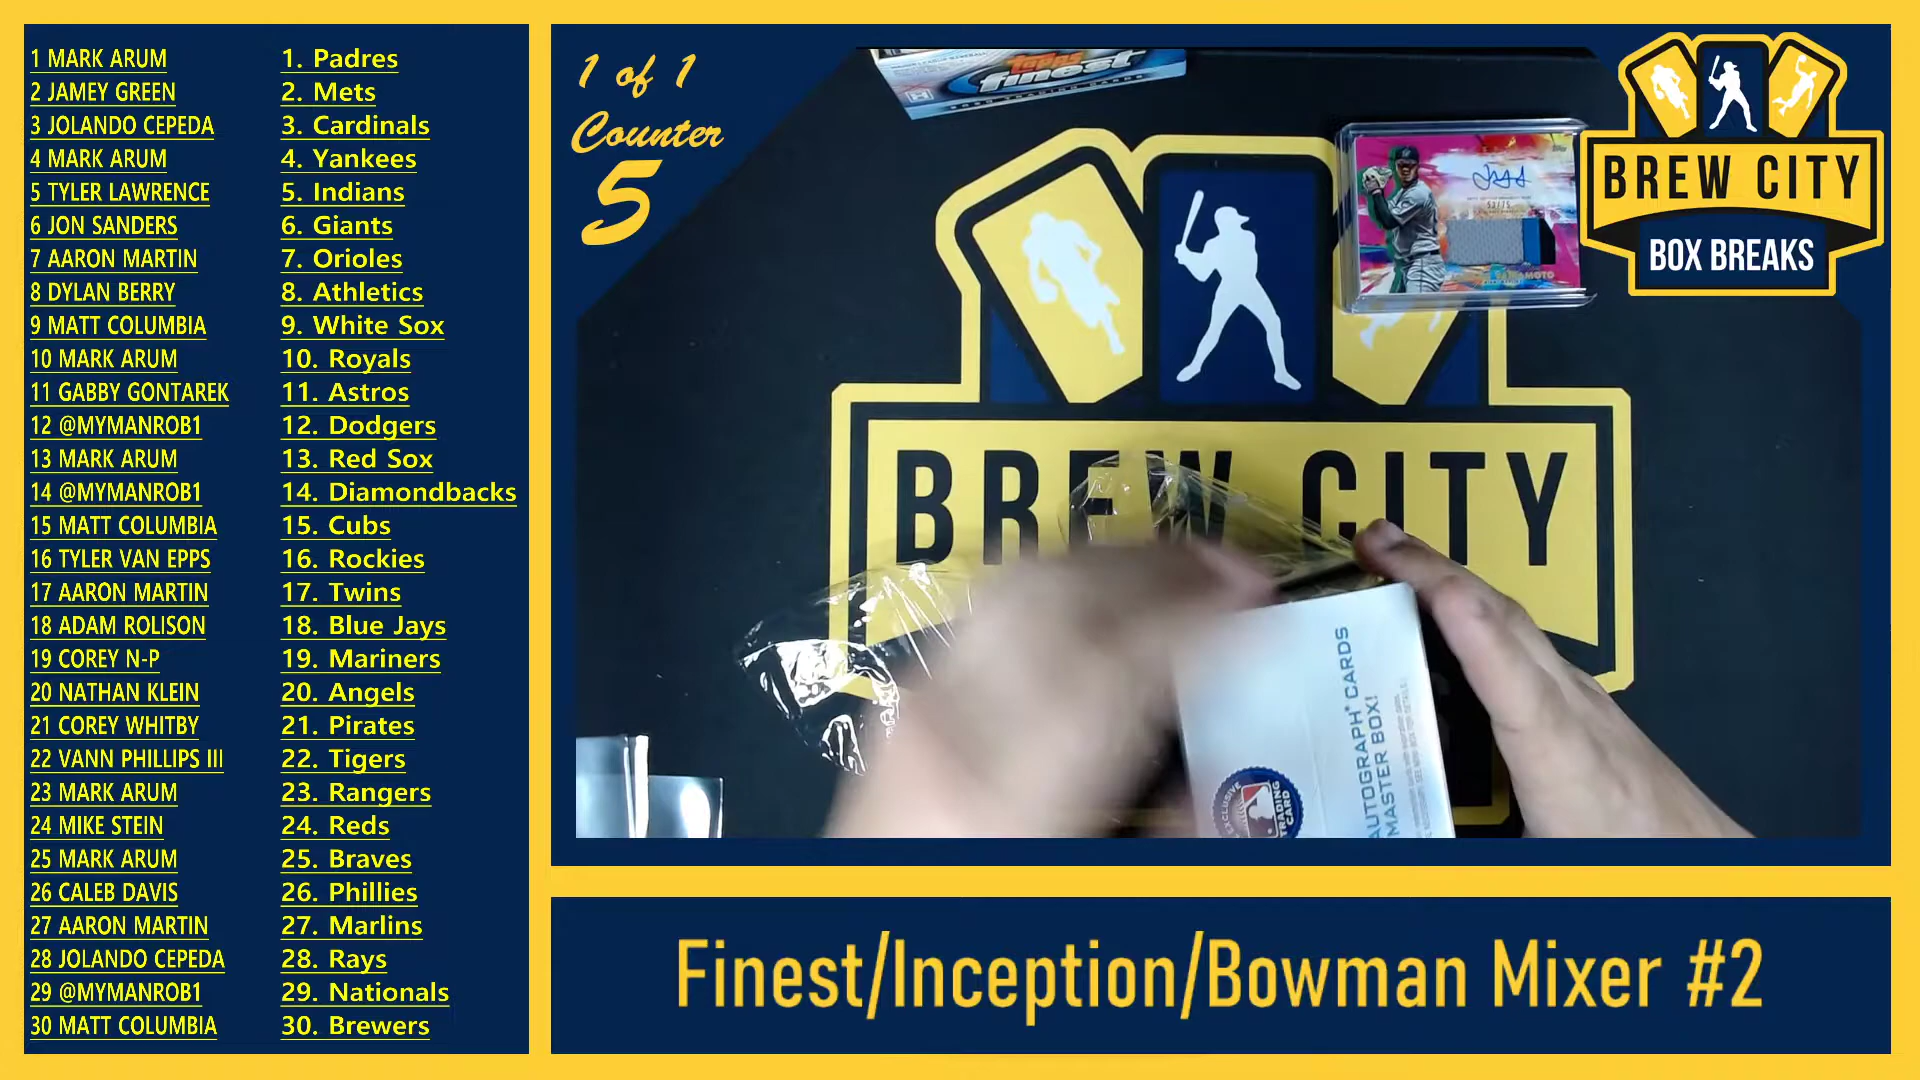 1 MARK ARUM 1. Padres
2 JAMEY GREEN 2. Mets
3 JOLANDO CEPEDA 3. Cardinals
4 MARK ARUM 4. Yankees
5 TYLER LAWRENCE 5. Indians
6 JON SANDERS 6. Giants
7 AARON MARTIN 7. Orioles
8 DYLAN BERRY 8. Athletics
9 MATT COLUMBIA 9. White Sox
10 MARK ARUM 10. Royals
11 GABBY GONTAREK 11. Astros
12 @MYMANROB1 12. Dodgers
13 MARK ARUM 13. Red Sox
14 @MYMANROB1 14. Diamondbacks
15 MATT COLUMBIA 15. Cubs
16 TYLER VAN EPPS 16. Rockies
17 AARON MARTIN 17. Twins
18 ADAM ROLISON 18. Blue Jays
19 COREY N-P 19. Mariners
20 NATHAN KLEIN 20. Angels
21 COREY WHITBY 21. Pirates
22 VANN PHILLIPS III 22. Tigers
23 MARK ARUM 23. Rangers
24 MIKE STEIN 24. Reds
25 MARK ARUM 25. Braves
26 CALEB DAVIS 26. Phillies
27 AARON MARTIN 27. Marlins
28 JOLANDO CEPEDA 28. Rays
29 @MYMANROB1 29. Nationals
30 MATT COLUMBIA 30. Brewers
1 of 1
Counter
5
Topps
finest
BREW CITY
BOX BREAKS
BREW CITY
AUTOGRAPH CARDS
MASTER BOX!
EXCLUSIVE
TRADING
CARD
Finest/Inception/Bowman Mixer #2